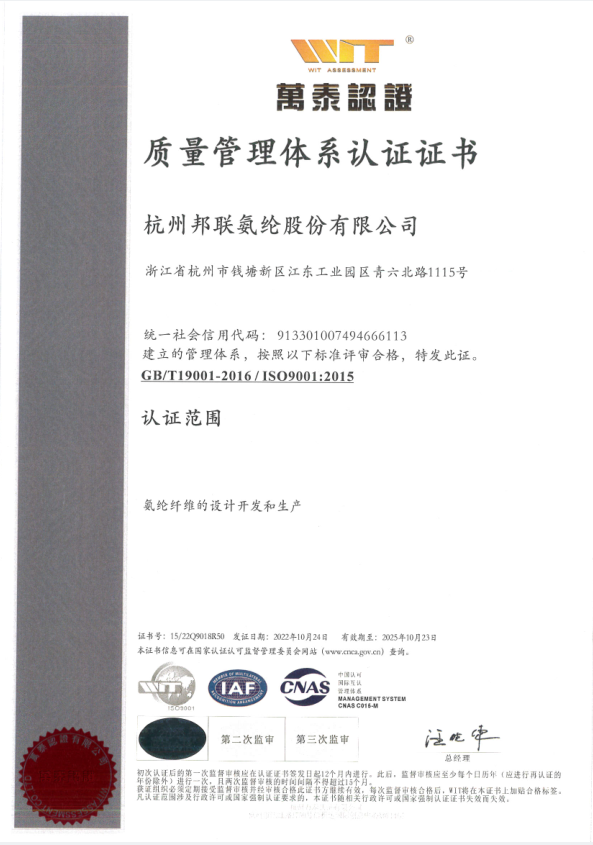 WIT ®
WIT ASSESSMENT
萬泰認證
质量管理体系认证证书
杭州邦联氨纶股份有限公司
浙江省杭州市钱塘新区江东工业园区青六北路1115号
统一社会信用代码： 913301007494666113
建立的管理体系，按照以下标准评审合格，特发此证。
GB/T19001-2016 / ISO9001:2015
认证范围
氨纶纤维的设计开发和生产
证书号：15/22Q9018R50 发证日期：2022年10月24日 有效期至：2025年10月23日
本证书信息可在国家认证认可监督管理委员会网站（www.cnca.gov.cn）查询。
WIT
ISO9001
MEMBER OF MULTILATERAL
IAF
RECOGNITION ARRANGEMENT
CNAS
中国认可
国际互认
管理体系
MANAGEMENT SYSTEM
CNAS C015-M
第二次监审
第三次监审
总经理
初次认证后的第一次监督审核应在认证证书签发日起12个月内进行。此后，监督审核应至少每个日历年（应进行再认证的
年份除外）进行一次，且两次监督审核的时间间隔不得超过15个月。
获证组织必须定期接受监督审核并经审核合格此证书方继续有效，每次监督审核合格后，WIT将在本证书上加贴合格标签。
凡认证范围涉及行政许可或国家强制认证要求的，本证书随相关行政许可或国家强制认证证书失效而失效。